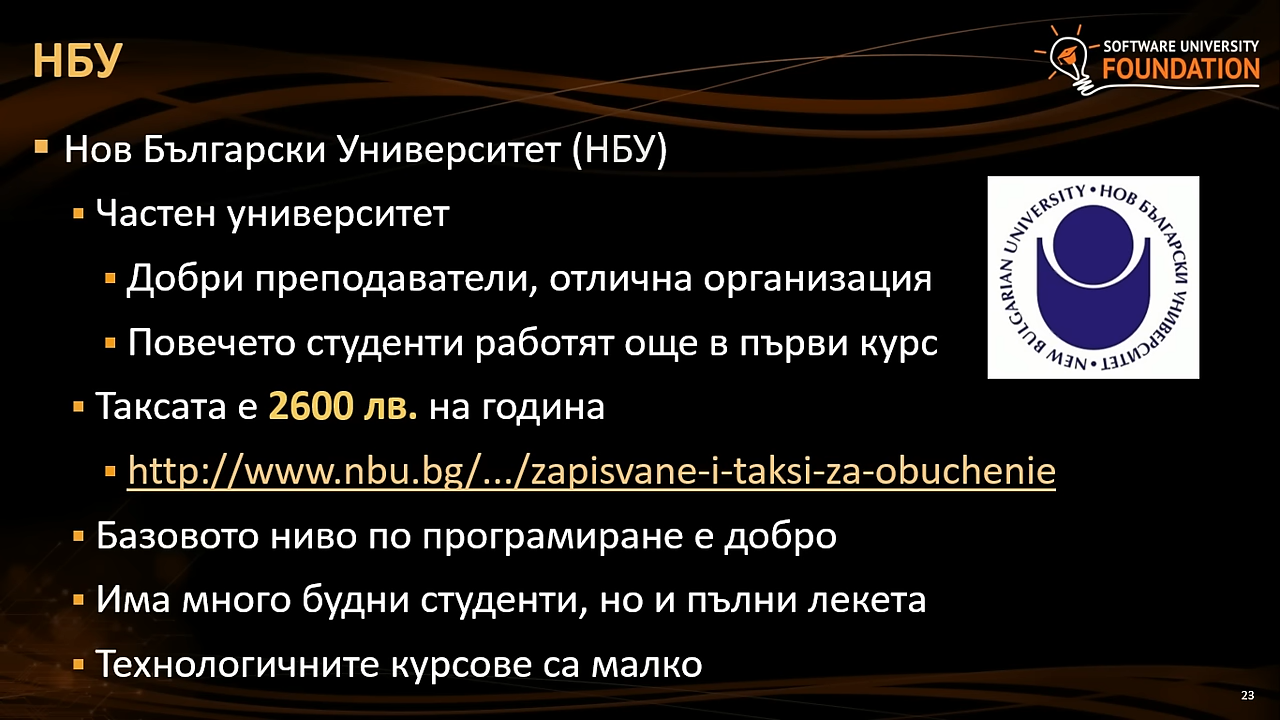 НБУ
SOFTWARE UNIVERSITY
FOUNDATION
Нов Български Университет (НБУ)
Частен университет
Добри преподаватели, отлична организация
Повечето студенти работят още в първи курс
NEW BULGARIAN UNIVERSITY • НОВ БЪЛГАРСКИ УНИВЕРСИТЕТ •
Таксата е 2600 лв. на година
http://www.nbu.bg/.../zapisvane-i-taksi-za-obuchenie
Базовото ниво по програмиране е добро
Има много будни студенти, но и пълни лекета
Технологичните курсове са малко
23